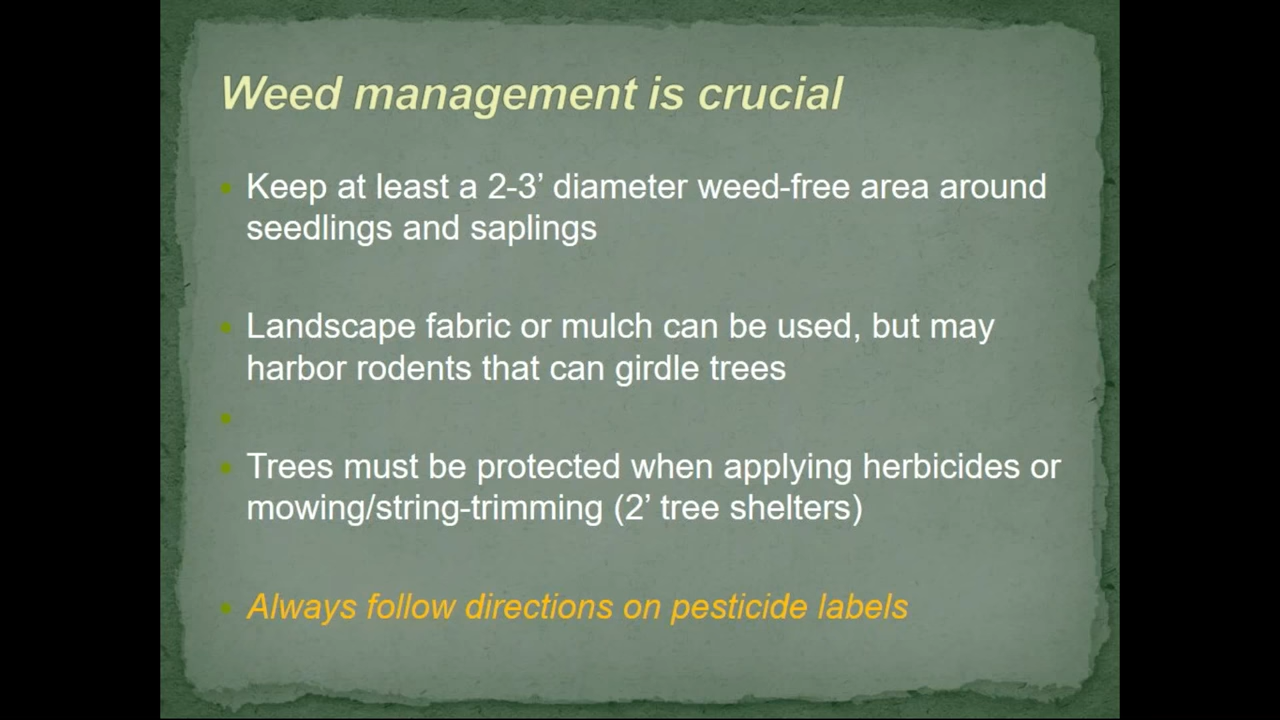 Weed management is crucial
Keep at least a 2-3’ diameter weed-free area around
seedlings and saplings
Landscape fabric or mulch can be used, but may
harbor rodents that can girdle trees
Trees must be protected when applying herbicides or
mowing/string-trimming (2’ tree shelters)
Always follow directions on pesticide labels